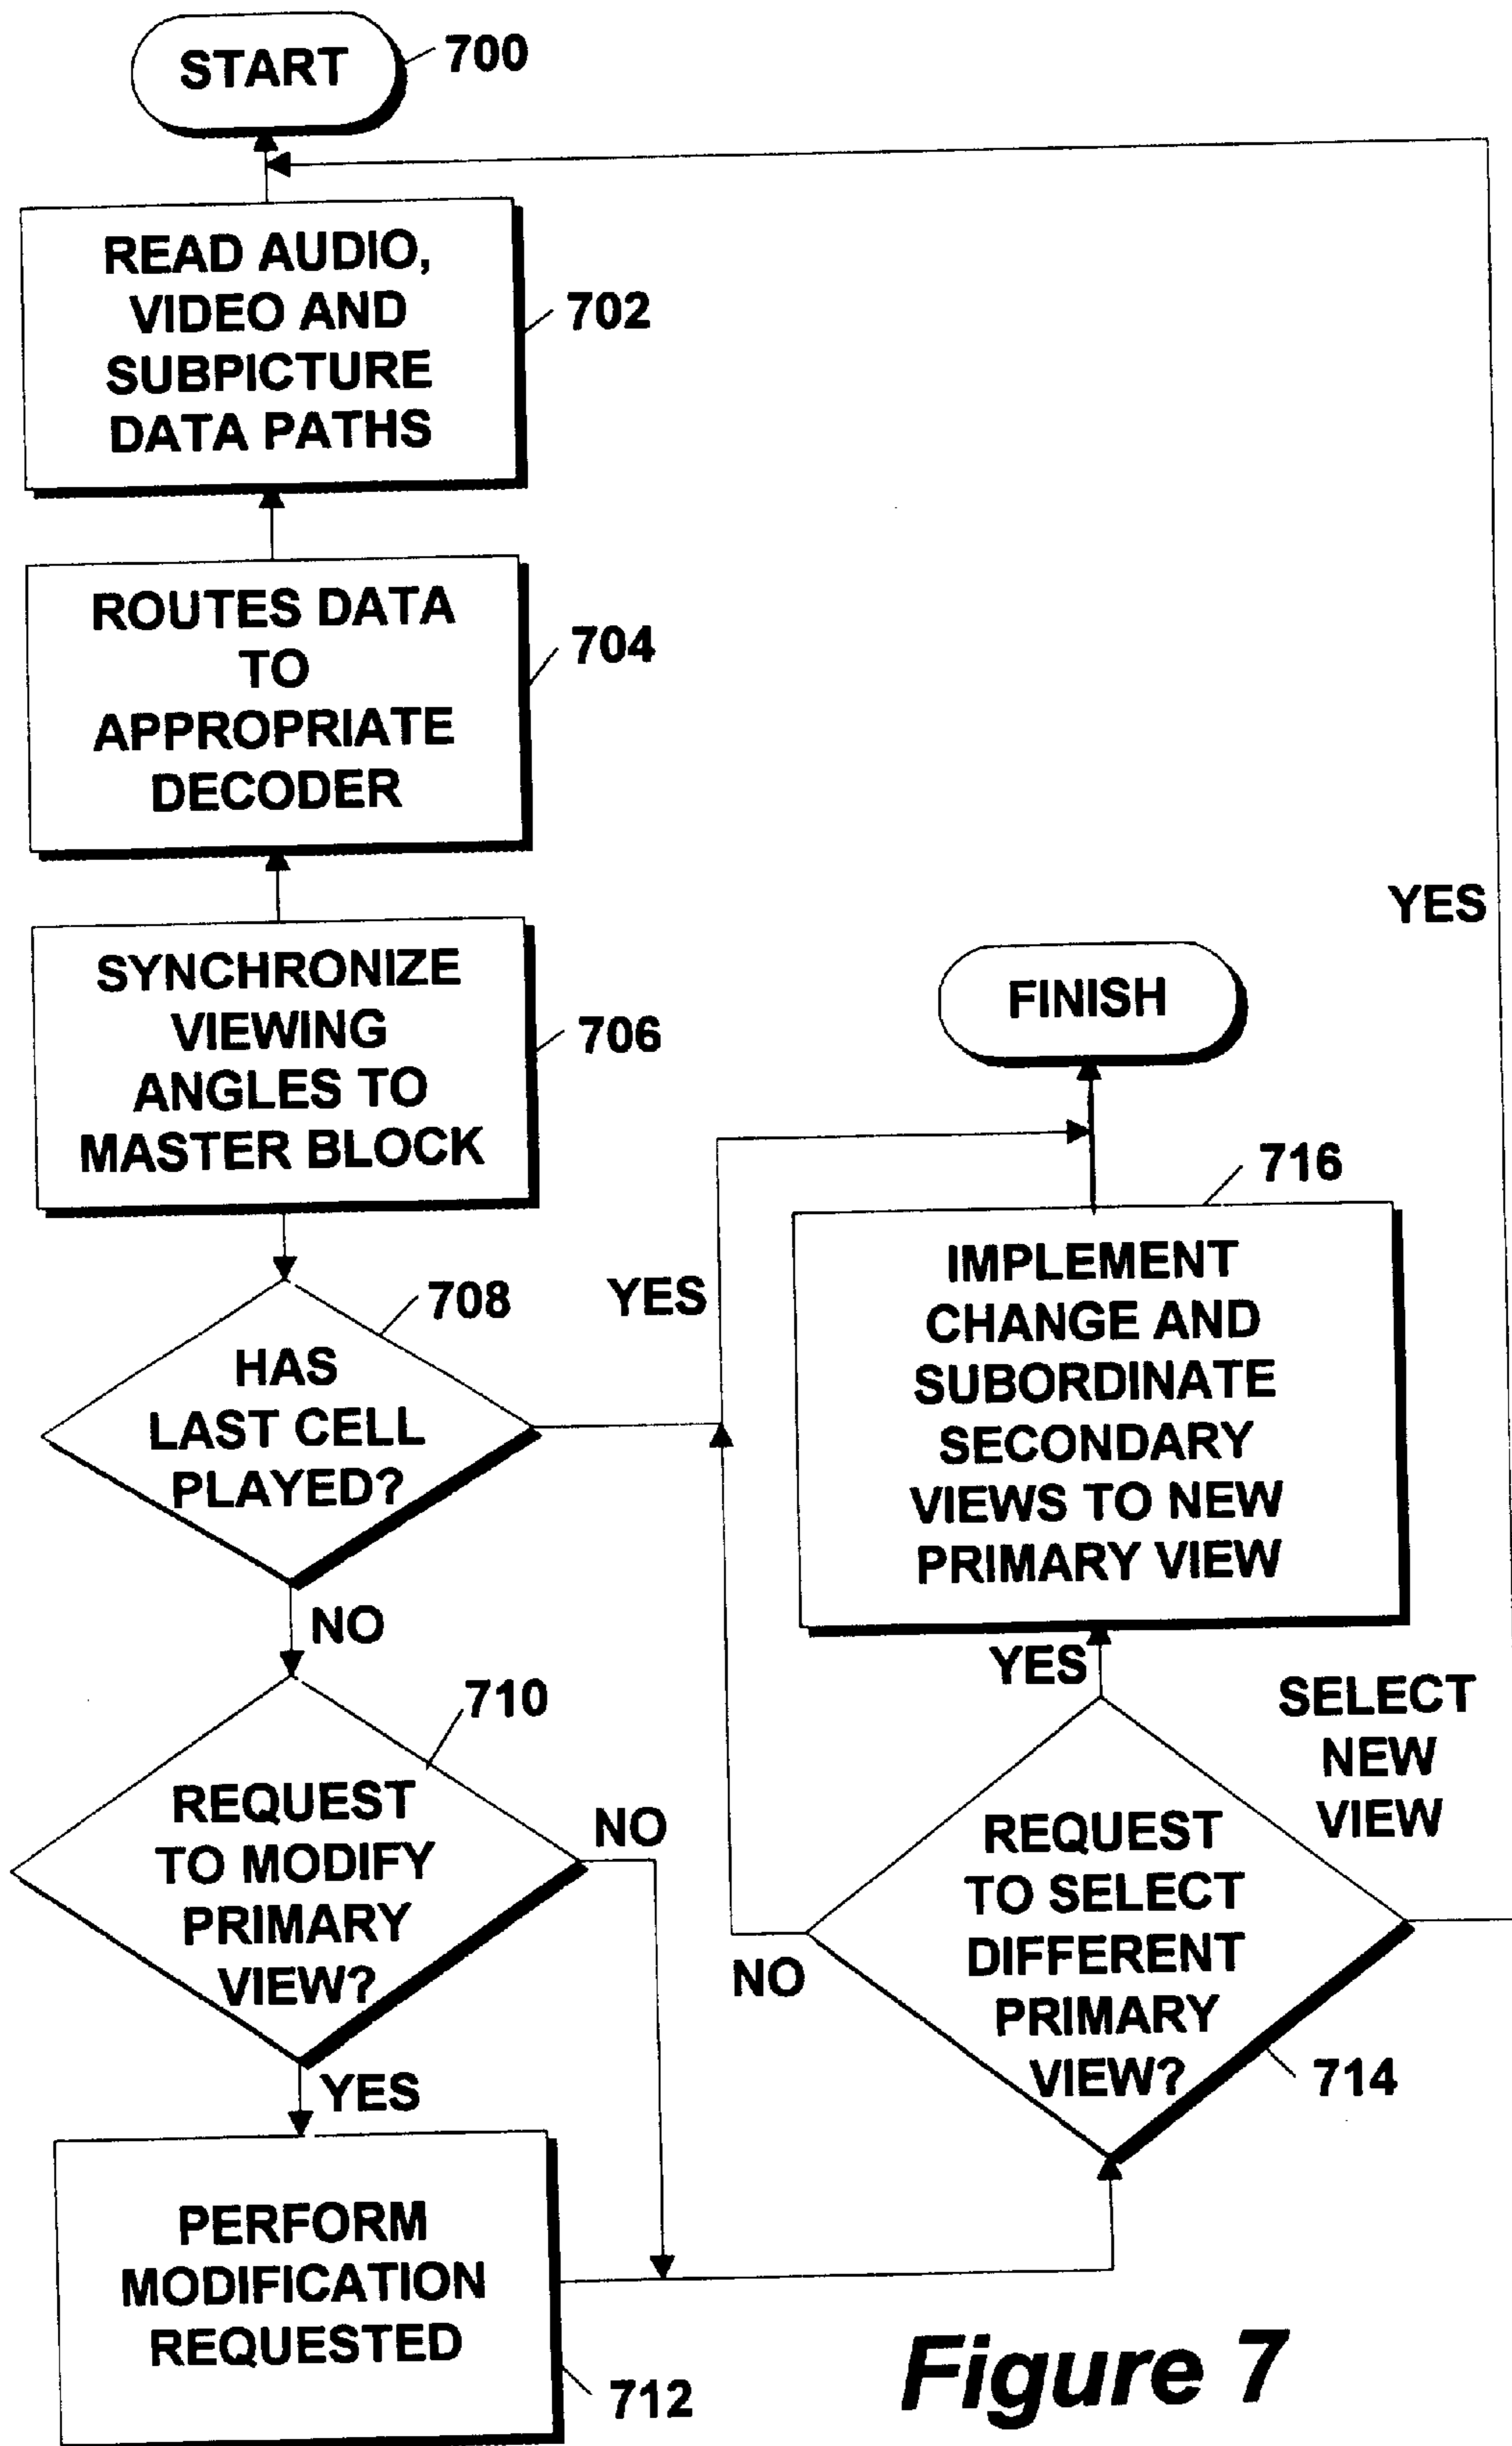 START
700
READ AUDIO,
VIDEO AND
SUBPICTURE
DATA PATHS
702
ROUTES DATA
TO
APPROPRIATE
DECODER
704
SYNCHRONIZE
VIEWING
ANGLES TO
MASTER BLOCK
706
HAS
LAST CELL
PLAYED?
708
YES
NO
REQUEST
TO MODIFY
PRIMARY
VIEW?
710
NO
YES
PERFORM
MODIFICATION
REQUESTED
712
FINISH
716
IMPLEMENT
CHANGE AND
SUBORDINATE
SECONDARY
VIEWS TO NEW
PRIMARY VIEW
YES
REQUEST
TO SELECT
DIFFERENT
PRIMARY
VIEW?
714
NO
SELECT
NEW
VIEW
YES
Figure 7